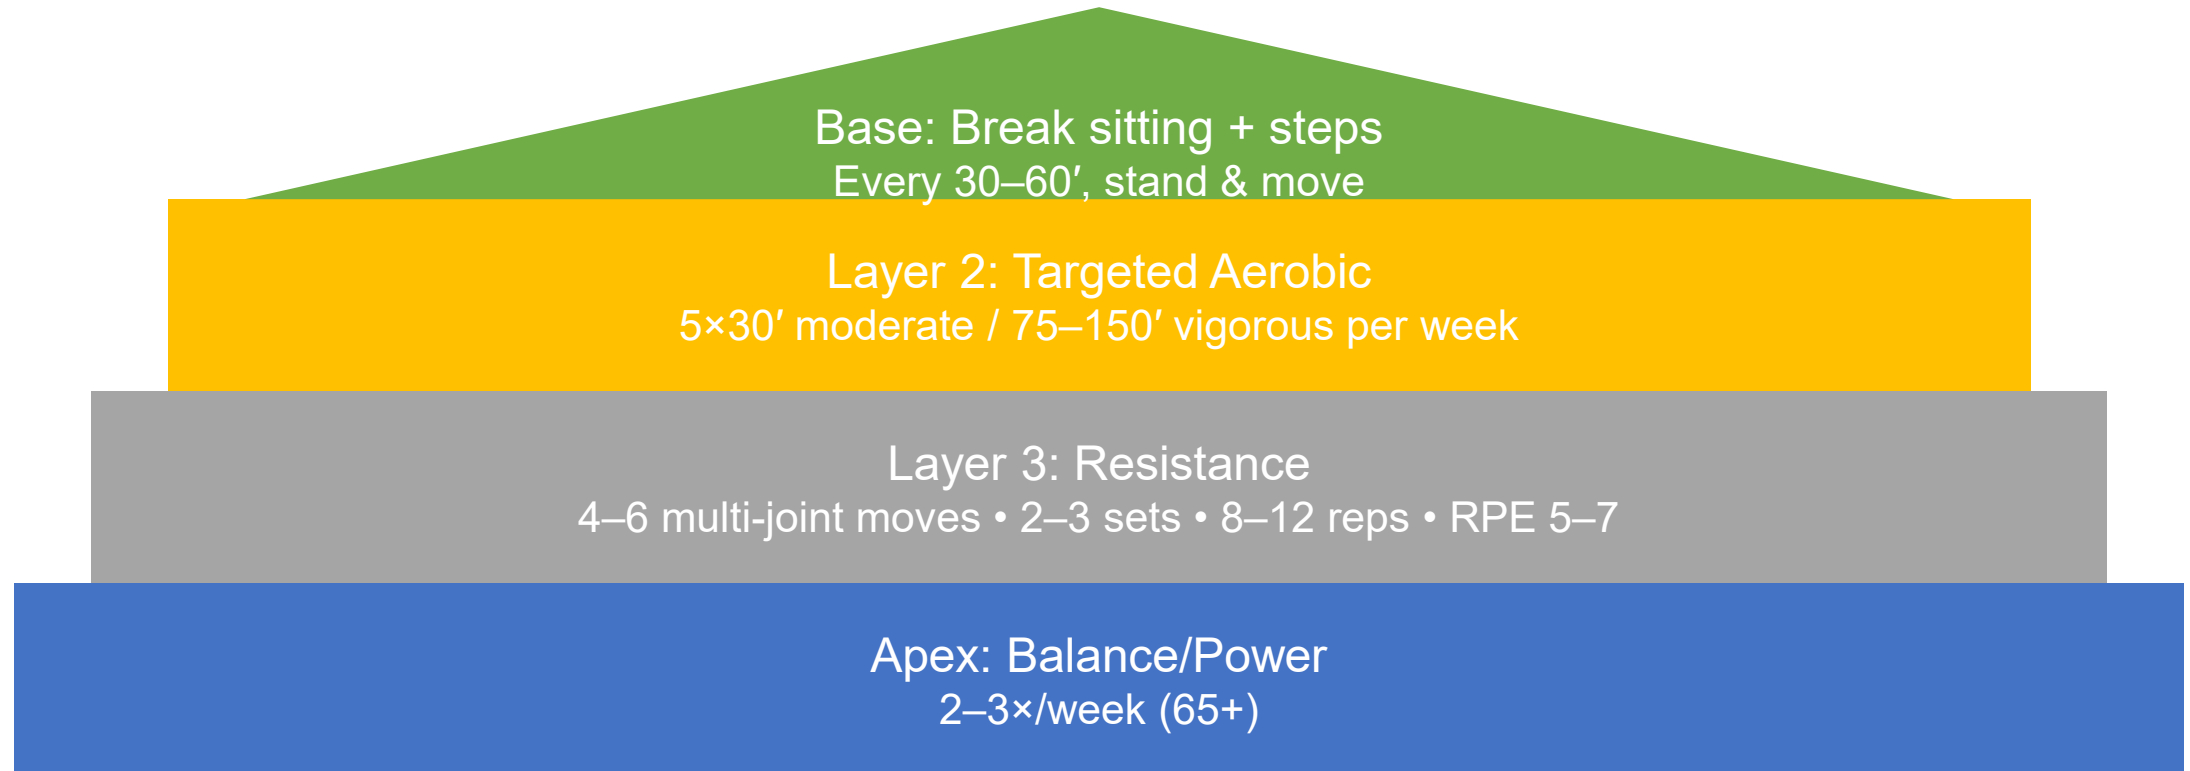 Base: Break sitting + steps
Every 30–60′, stand & move
Layer 2: Targeted Aerobic
5×30′ moderate / 75–150′ vigorous per week
Layer 3: Resistance
4–6 multi-joint moves • 2–3 sets • 8–12 reps • RPE 5–7
Apex: Balance/Power
2–3×/week (65+)